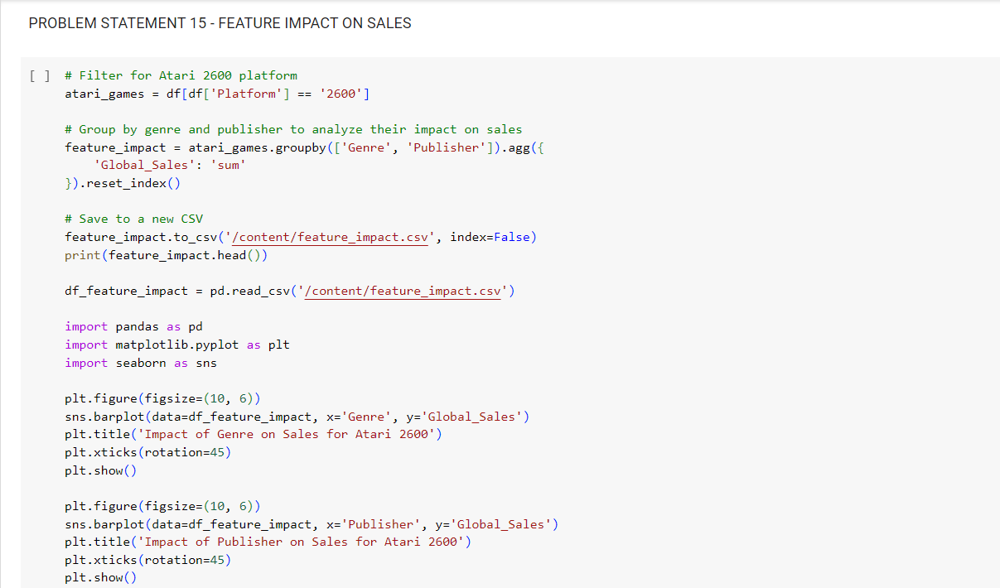 PROBLEM STATEMENT 15 - FEATURE IMPACT ON SALES
[ ] # Filter for Atari 2600 platform
atari_games = df[df['Platform'] == '2600']
# Group by genre and publisher to analyze their impact on sales
feature_impact = atari_games.groupby(['Genre', 'Publisher']).agg({
    'Global_Sales': 'sum'
}).reset_index()
# Save to a new CSV
feature_impact.to_csv('/content/feature_impact.csv', index=False)
print(feature_impact.head())
df_feature_impact = pd.read_csv('/content/feature_impact.csv')
import pandas as pd
import matplotlib.pyplot as plt
import seaborn as sns
plt.figure(figsize=(10, 6))
sns.barplot(data=df_feature_impact, x='Genre', y='Global_Sales')
plt.title('Impact of Genre on Sales for Atari 2600')
plt.xticks(rotation=45)
plt.show()
plt.figure(figsize=(10, 6))
sns.barplot(data=df_feature_impact, x='Publisher', y='Global_Sales')
plt.title('Impact of Publisher on Sales for Atari 2600')
plt.xticks(rotation=45)
plt.show()